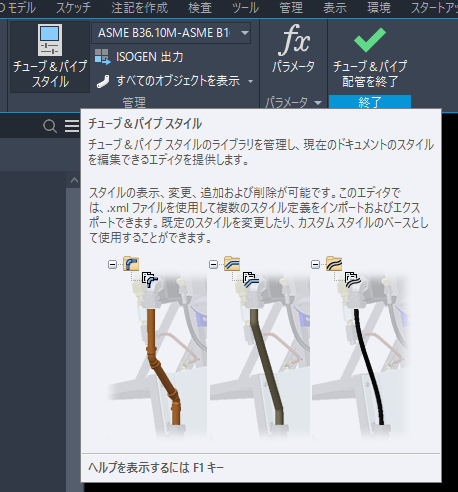 Dモデル スケッチ 注記を作成 検査 ツール 管理 表示 環境 スタートアッ
チューブ＆パイプ
スタイル
ASME B36.10M-ASME B1
ISOGEN 出力
すべてのオブジェクトを表示
管理
fx
パラメータ
パラメータ
チューブ＆パイプ
配管を終了
終了
チューブ＆パイプ スタイル
チューブ＆パイプ スタイルのライブラリを管理し、現在のドキュメントのスタイル
を編集できるエディタを提供します。
スタイルの表示、変更、追加および削除が可能です。このエディタで
は、.xml ファイルを使用して複数のスタイル定義をインポートおよびエクス
ポートできます。既定のスタイルを変更したり、カスタム スタイルのベースとし
て使用することができます。
ヘルプを表示するには F1 キー